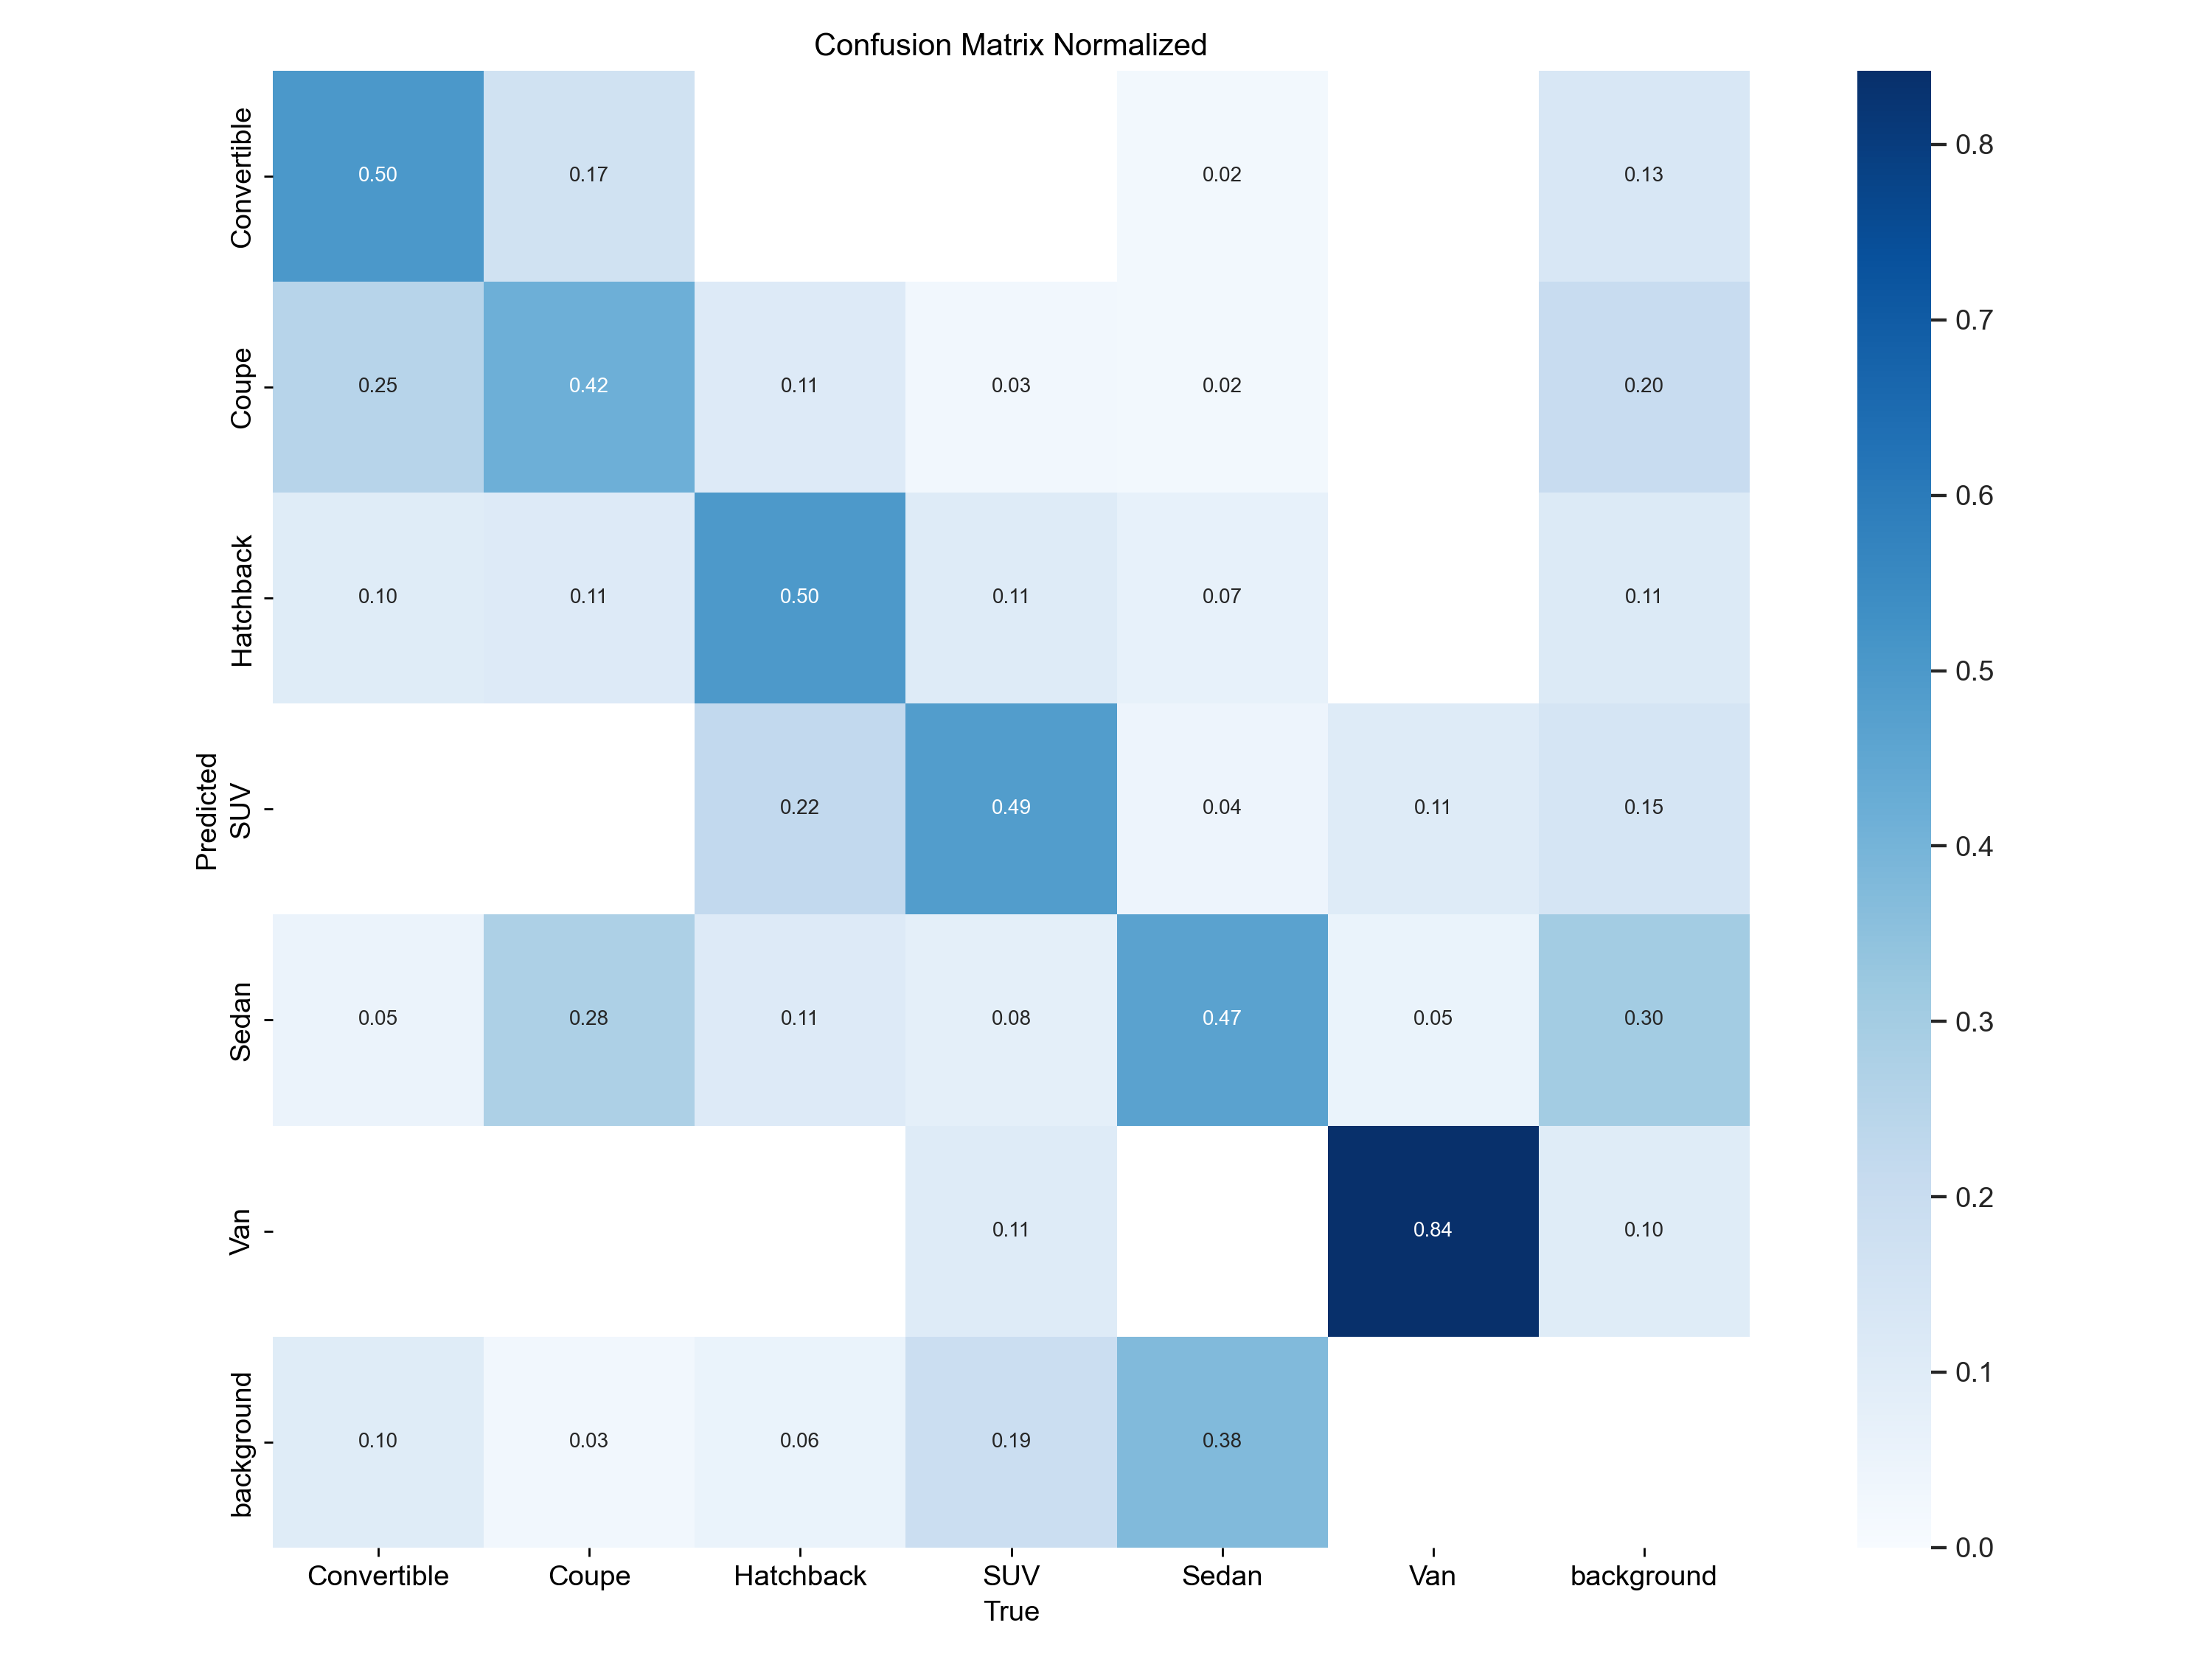 Confusion Matrix Normalized
Convertible 0.50 0.17 0.02 0.13
Coupe 0.25 0.42 0.11 0.03 0.02 0.20
Hatchback 0.10 0.11 0.50 0.11 0.07 0.11
Predicted
SUV 0.22 0.49 0.04 0.11 0.15
Sedan 0.05 0.28 0.11 0.08 0.47 0.05 0.30
Van 0.11 0.84 0.10
background 0.10 0.03 0.06 0.19 0.38
Convertible Coupe Hatchback SUV Sedan Van background
True
0.8
0.7
0.6
0.5
0.4
0.3
0.2
0.1
0.0